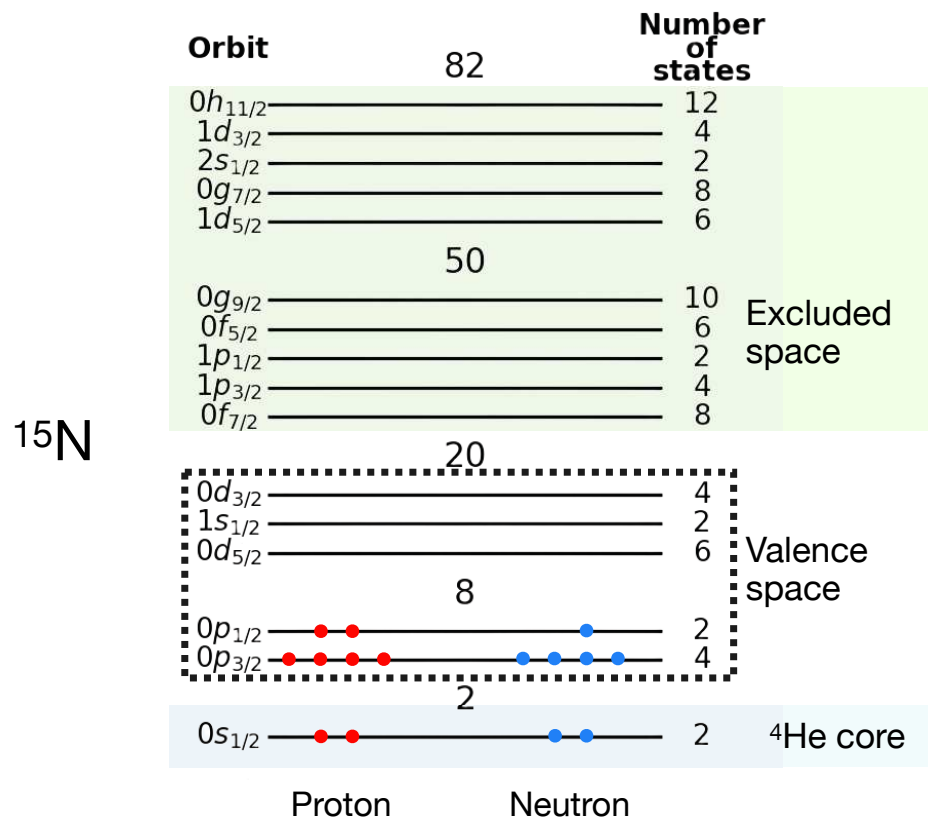 Orbit
Number
of
states
82
0h11/2 12
1d3/2 4
2s1/2 2
0g7/2 8
1d5/2 6
50
0g9/2 10
0f5/2 6
1p1/2 2
1p3/2 4
0f7/2 8
Excluded
space
15N
20
0d3/2 4
1s1/2 2
0d5/2 6
Valence
space
8
0p1/2 2
0p3/2 4
2
0s1/2 2
4He core
Proton Neutron